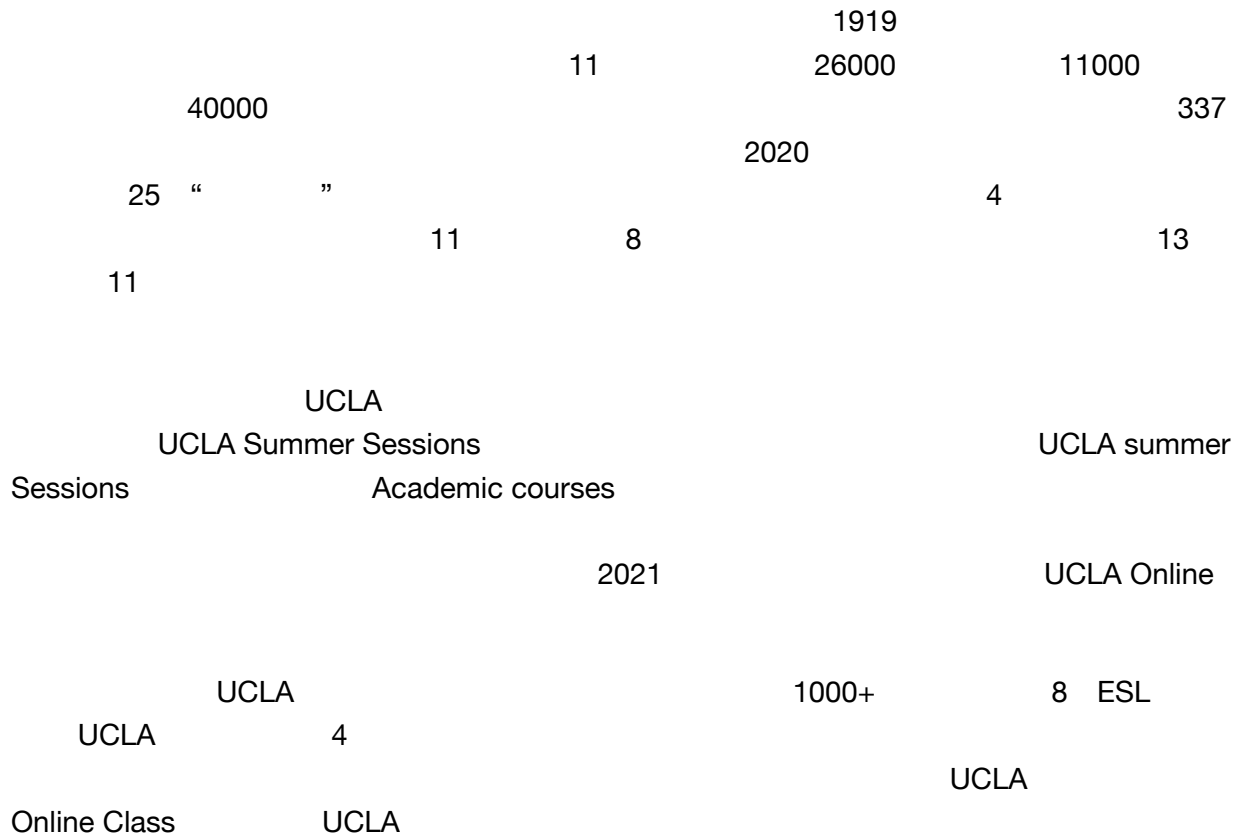 1919
11 26000 11000
40000 337
2020
25 “ ” 4
11 8 13
11
UCLA
UCLA Summer Sessions UCLA summer
Sessions Academic courses
2021 UCLA Online
UCLA 1000+ 8 ESL
UCLA 4
UCLA
Online Class UCLA